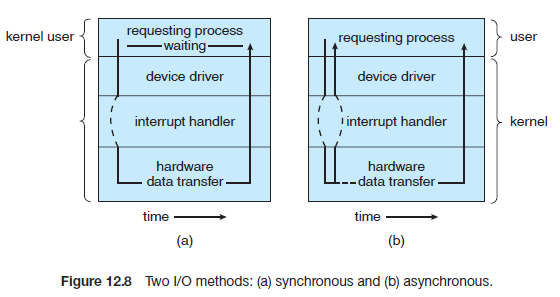 kernel user
requesting process
waiting
device driver
interrupt handler
hardware
data transfer
time
(a)
requesting process
user
device driver
interrupt handler
kernel
hardware
data transfer
time
(b)
Figure 12.8 Two I/O methods: (a) synchronous and (b) asynchronous.